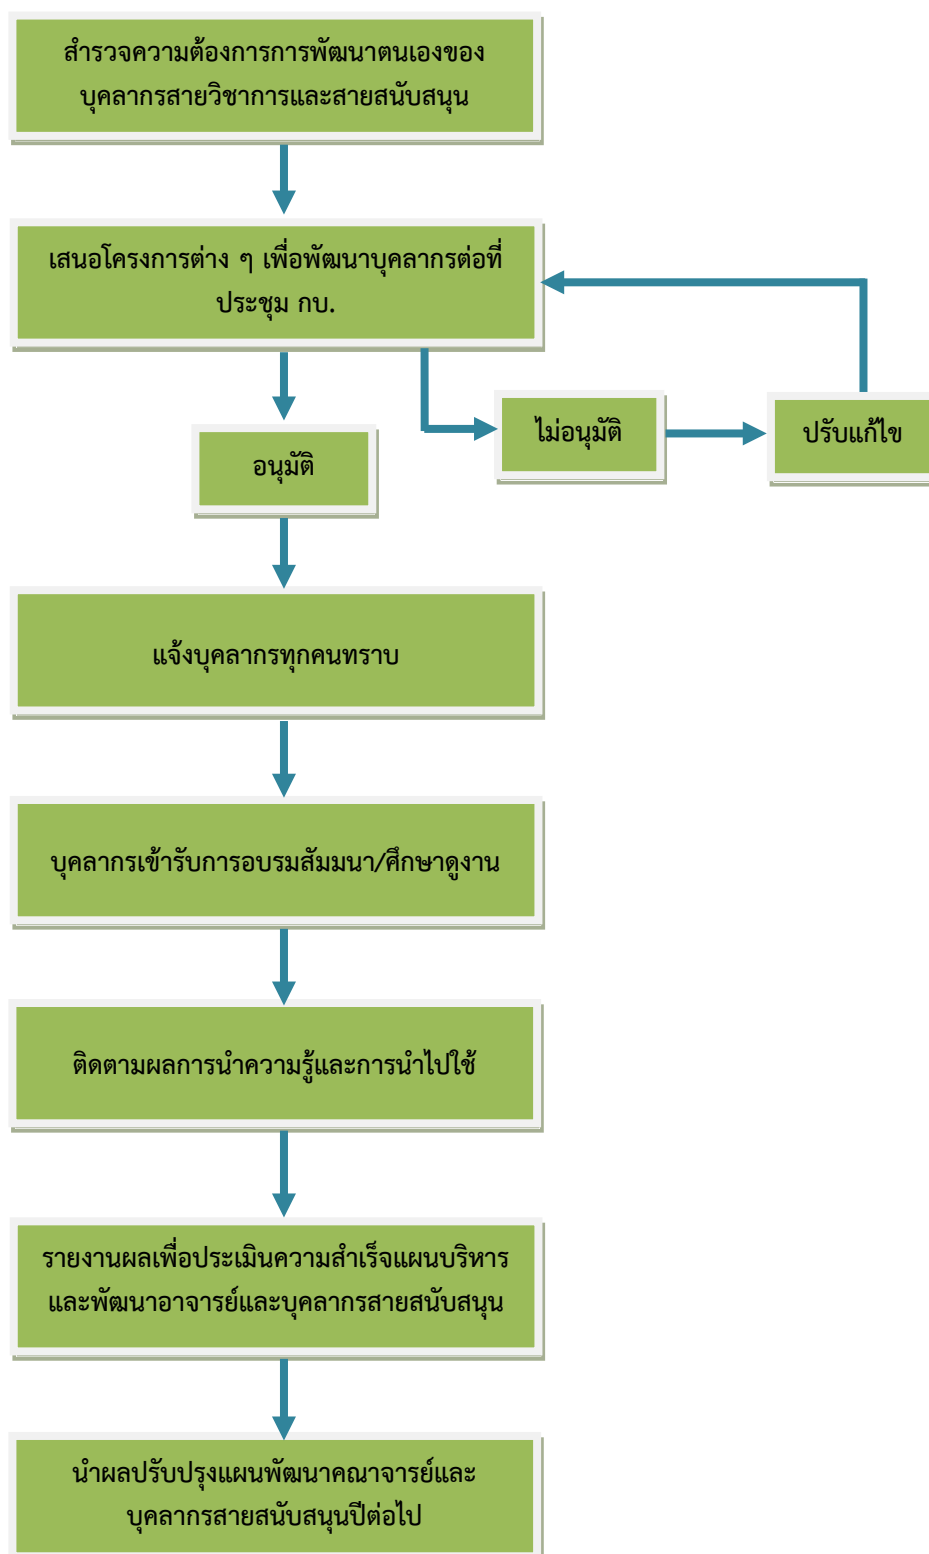 สำรวจความต้องการการพัฒนาตนเองของ
บุคลากรสายวิชาการและสายสนับสนุน
เสนอโครงการต่าง ๆ เพื่อพัฒนาบุคลากรต่อที่
ประชุม กบ.
ไม่อนุมัติ
ปรับแก้ไข
อนุมัติ
แจ้งบุคลากรทุกคนทราบ
บุคลากรเข้ารับการอบรมสัมมนา/ศึกษาดูงาน
ติดตามผลการนำความรู้และการนำไปใช้
รายงานผลเพื่อประเมินความสำเร็จแผนบริหาร
และพัฒนาอาจารย์และบุคลากรสายสนับสนุน
นำผลปรับปรุงแผนพัฒนาคณาจารย์และ
บุคลากรสายสนับสนุนปีต่อไป